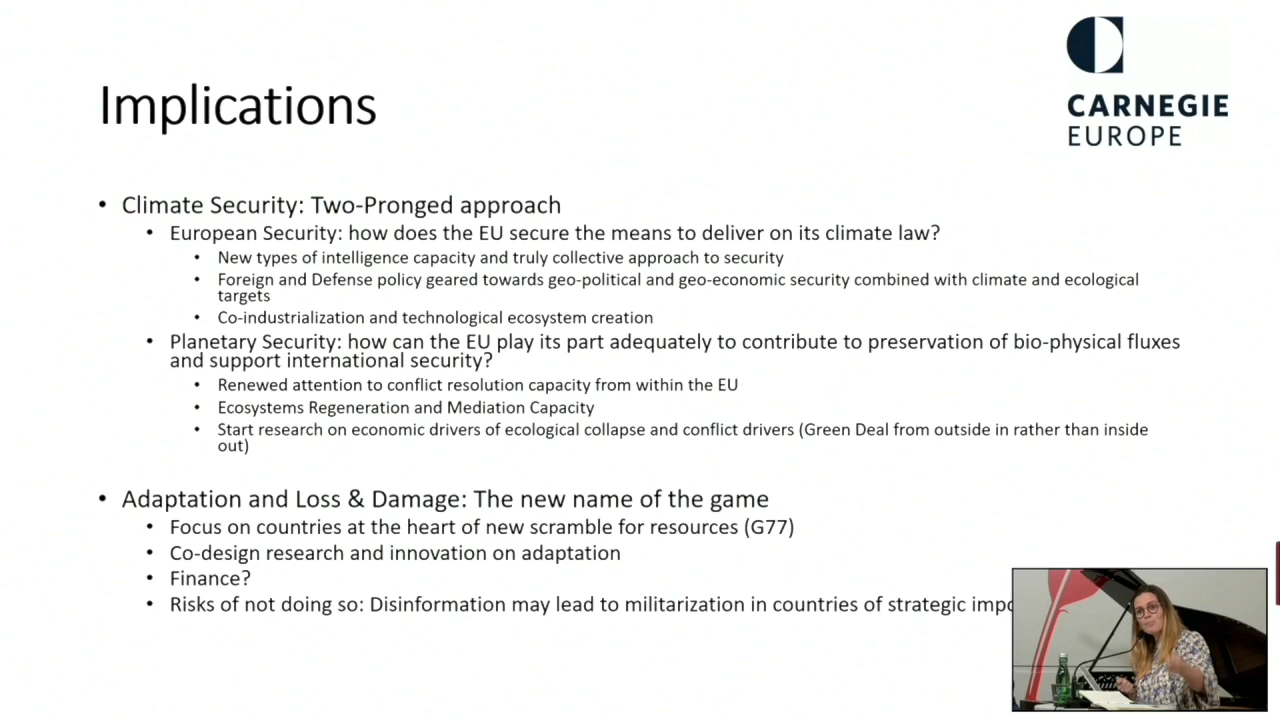 CARNEGIE
EUROPE
Implications
• Climate Security: Two-Pronged approach
• European Security: how does the EU secure the means to deliver on its climate law?
• New types of intelligence capacity and truly collective approach to security
• Foreign and Defense policy geared towards geo-political and geo-economic security combined with climate and ecological
targets
• Co-industrialization and technological ecosystem creation
• Planetary Security: how can the EU play its part adequately to contribute to preservation of bio-physical fluxes
and support international security?
• Renewed attention to conflict resolution capacity from within the EU
• Ecosystems Regeneration and Mediation Capacity
• Start research on economic drivers of ecological collapse and conflict drivers (Green Deal from outside in rather than inside
out)
• Adaptation and Loss & Damage: The new name of the game
• Focus on countries at the heart of new scramble for resources (G77)
• Co-design research and innovation on adaptation
• Finance?
• Risks of not doing so: Disinformation may lead to militarization in countries of strategic